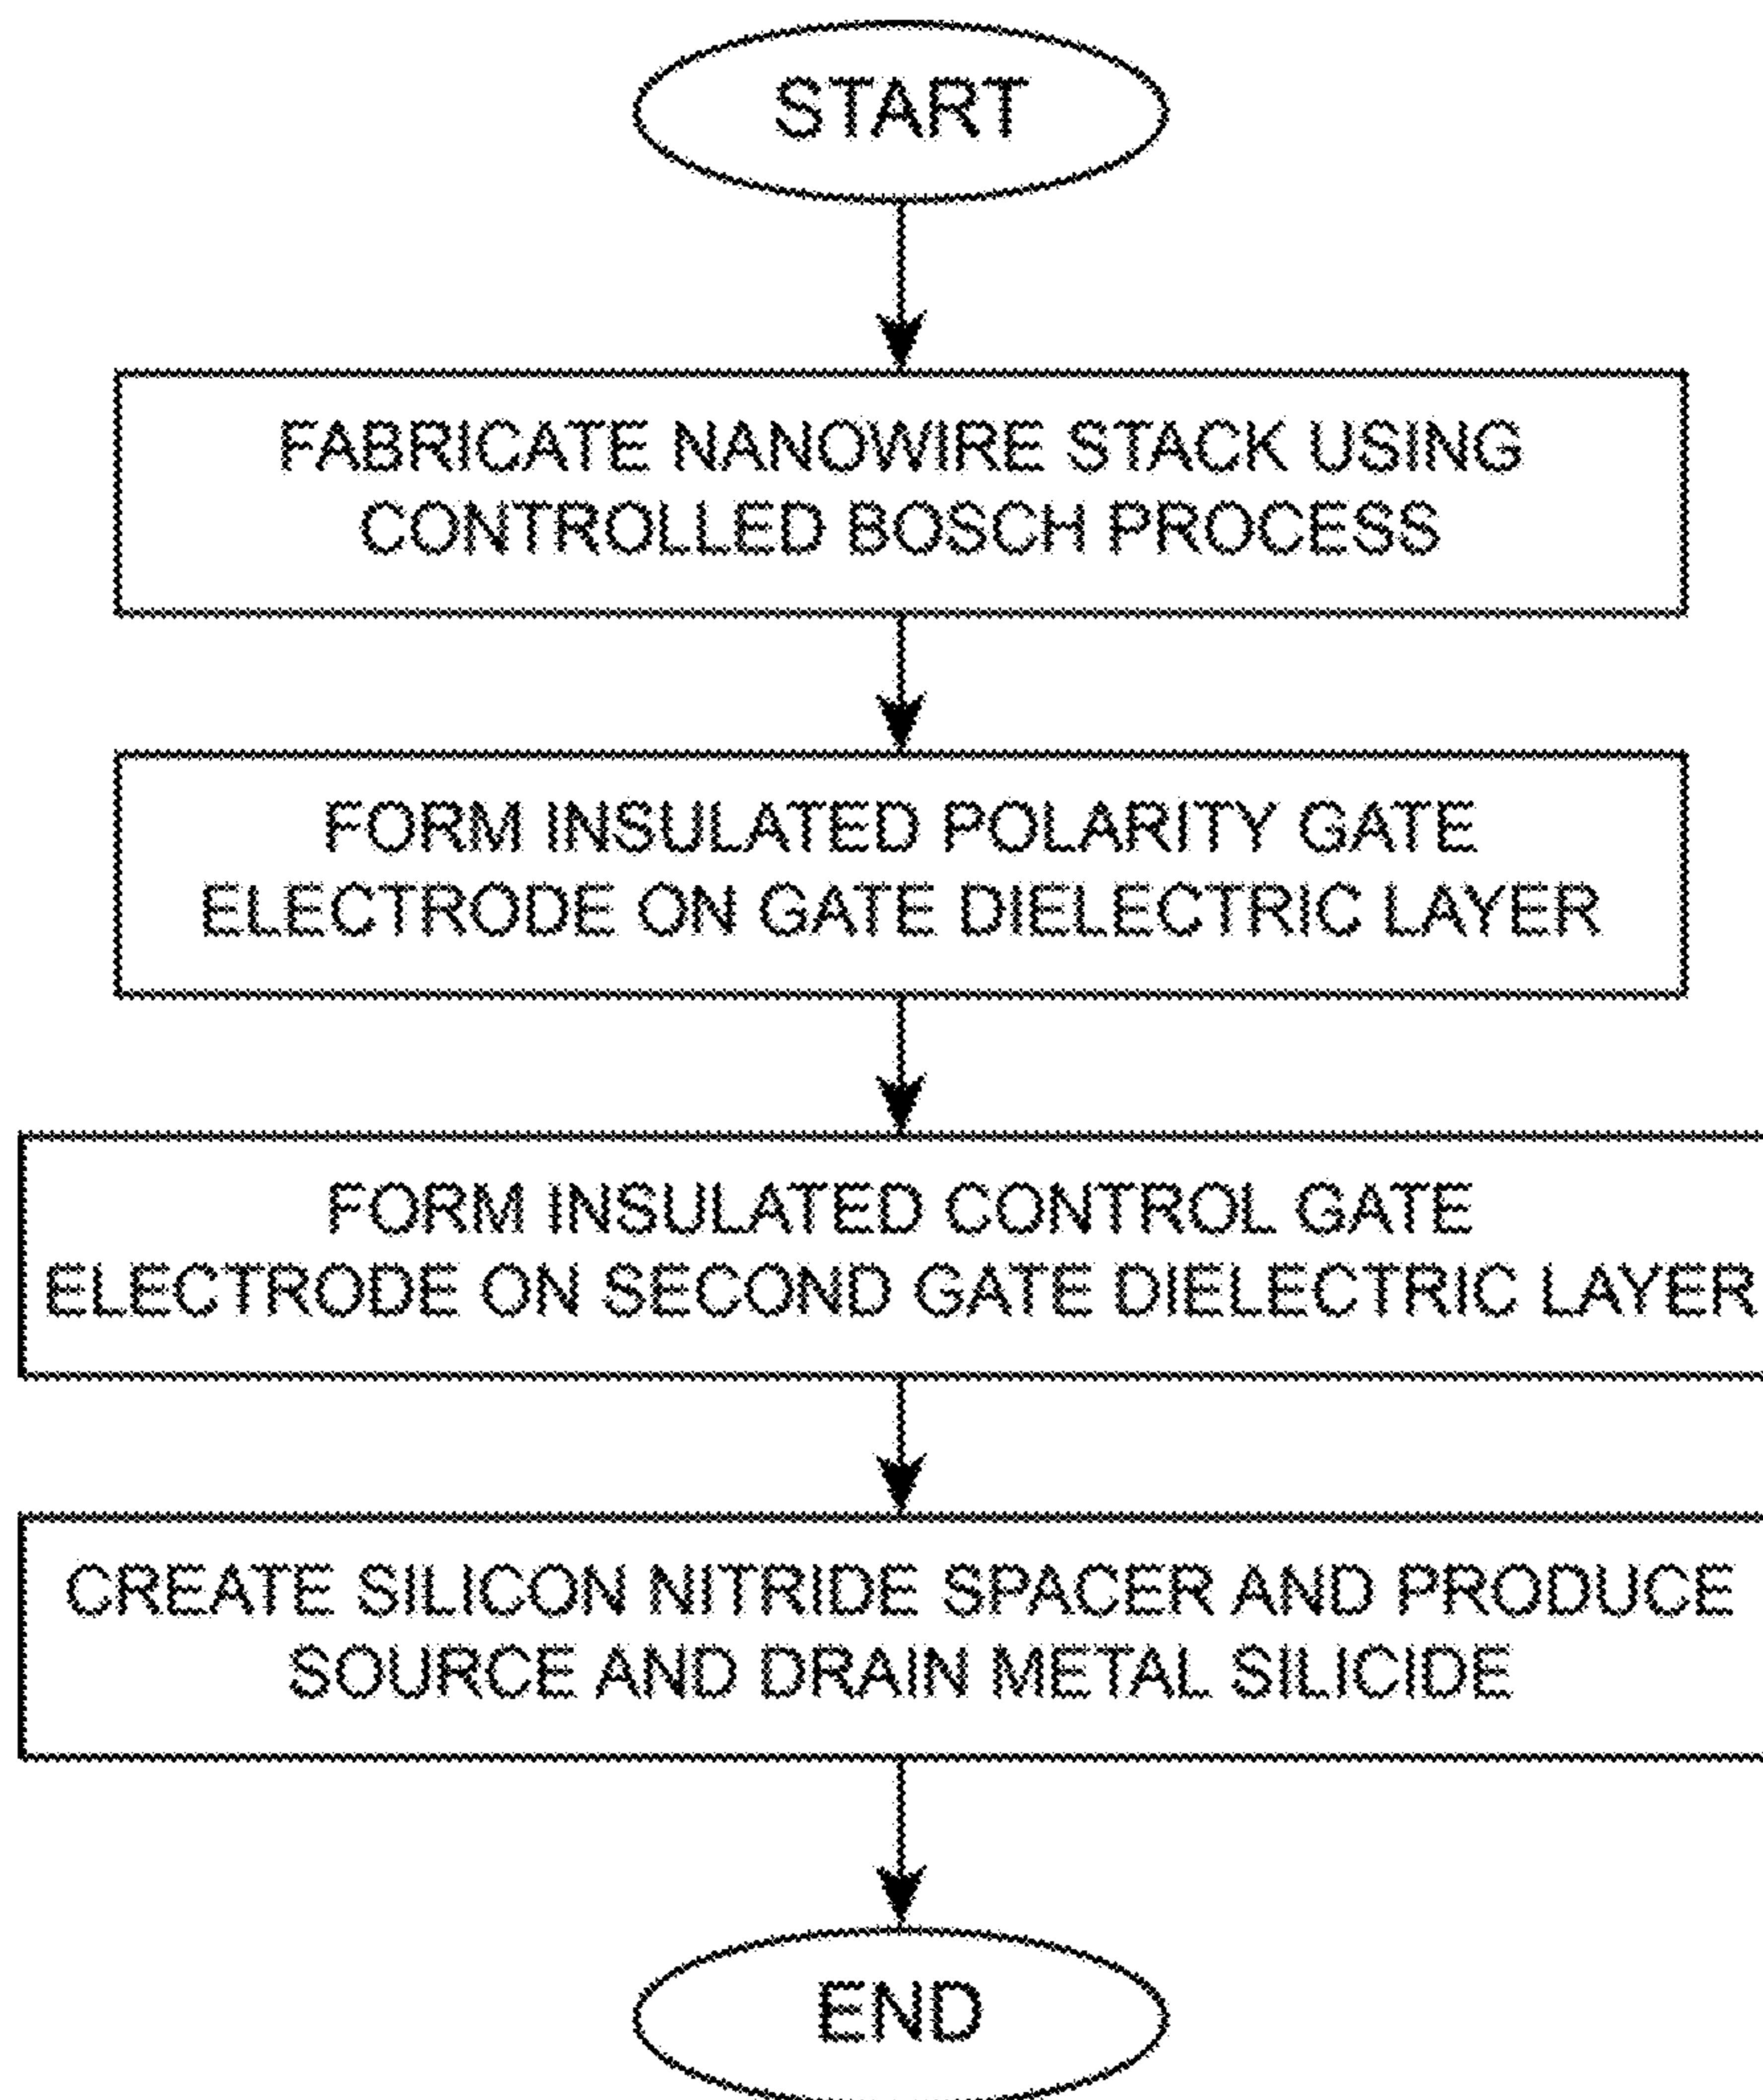 START
FABRICATE NANOWIRE STACK USING
CONTROLLED BOSCH PROCESS
FORM INSULATED POLARITY GATE
ELECTRODE ON GATE DIELECTRIC LAYER
FORM INSULATED CONTROL GATE
ELECTRODE ON SECOND GATE DIELECTRIC LAYER
CREATE SILICON NITRIDE SPACER AND PRODUCE
SOURCE AND DRAIN METAL SILICIDE
END